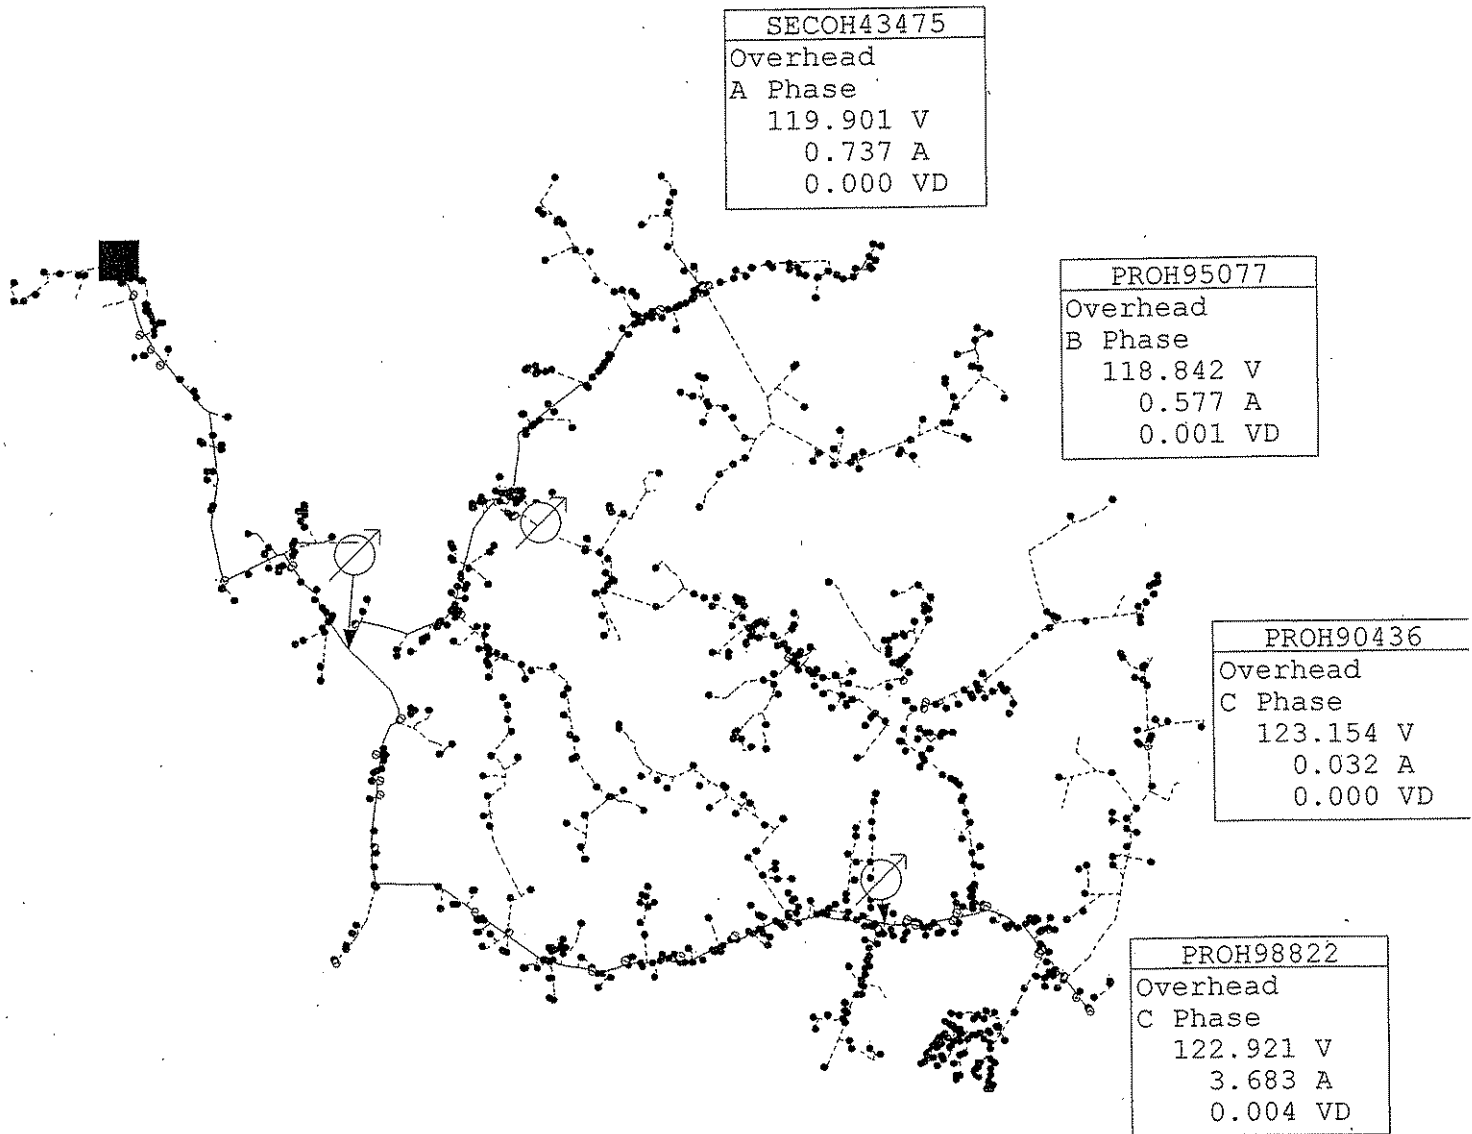 SECOH43475
Overhead
A Phase
119.901 V
0.737 A
0.000 VD
PROH95077
Overhead
B Phase
118.842 V
0.577 A
0.001 VD
PROH90436
Overhead
C Phase
123.154 V
0.032 A
0.000 VD
PROH98822
Overhead
C Phase
122.921 V
3.683 A
0.004 VD